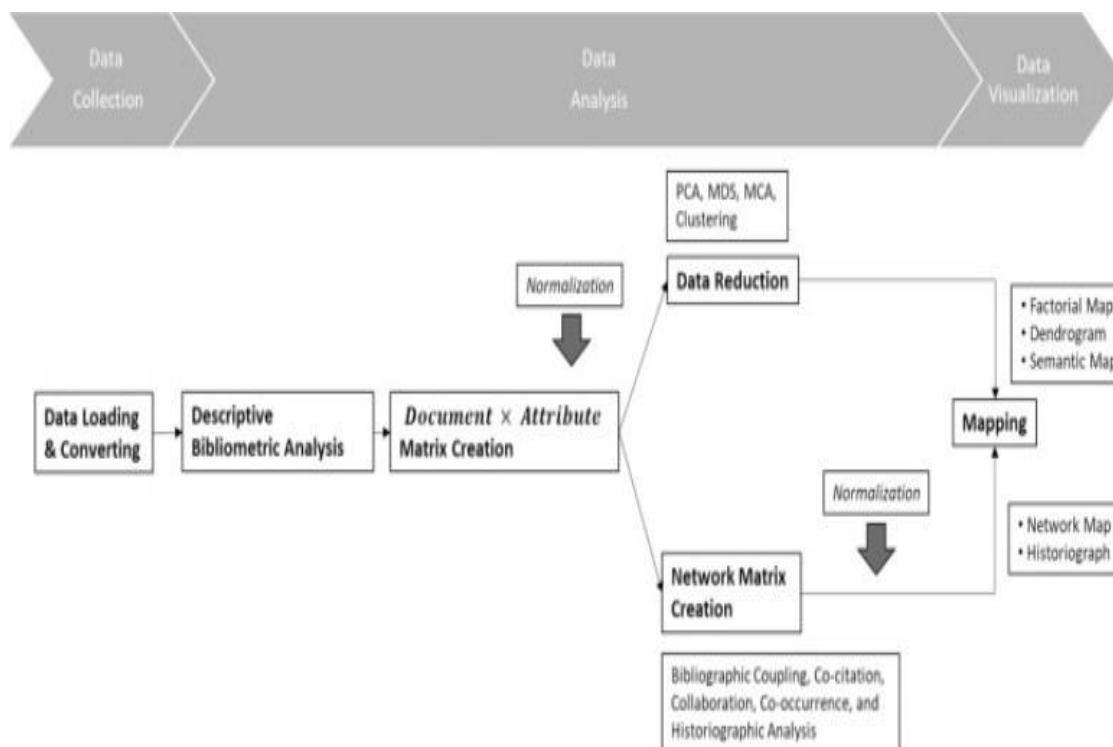 Data
Collection
Data
Analysis
Data
Visualization
PCA, MDS, MCA,
Clustering
Normalization
Data Reduction
• Factorial Map
• Dendrogram
• Semantic Map
Data Loading
& Converting
Descriptive
Bibliometric Analysis
Document × Attribute
Matrix Creation
Mapping
Normalization
• Network Map
• Historiograph
Network Matrix
Creation
Bibliographic Coupling, Co-citation,
Collaboration, Co-occurrence, and
Historiographic Analysis